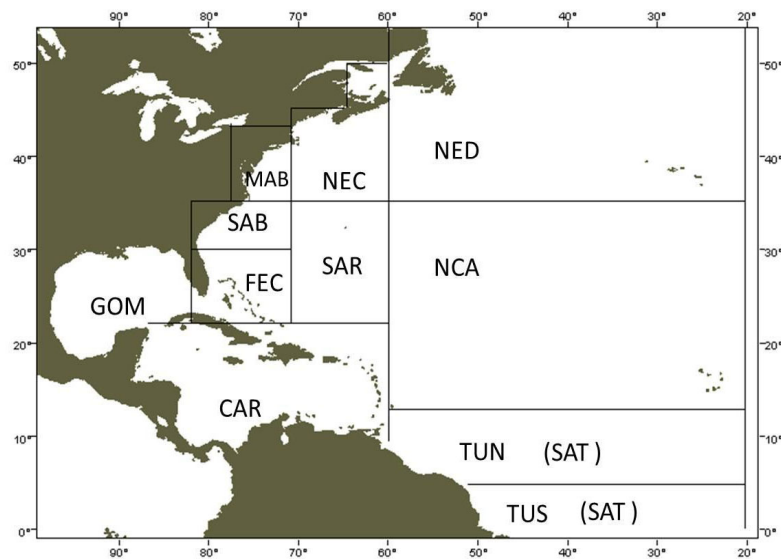 90° 80° 70° 60° 50° 40° 30° 20°
50° 50°
NED
40° 40°
MAB NEC
SAB
30° 30°
FEC SAR NCA
GOM
20° 20°
CAR
10° 10°
TUN (SAT )
TUS (SAT )
0° 0°
90° 80° 70° 60° 50° 40° 30° 20°